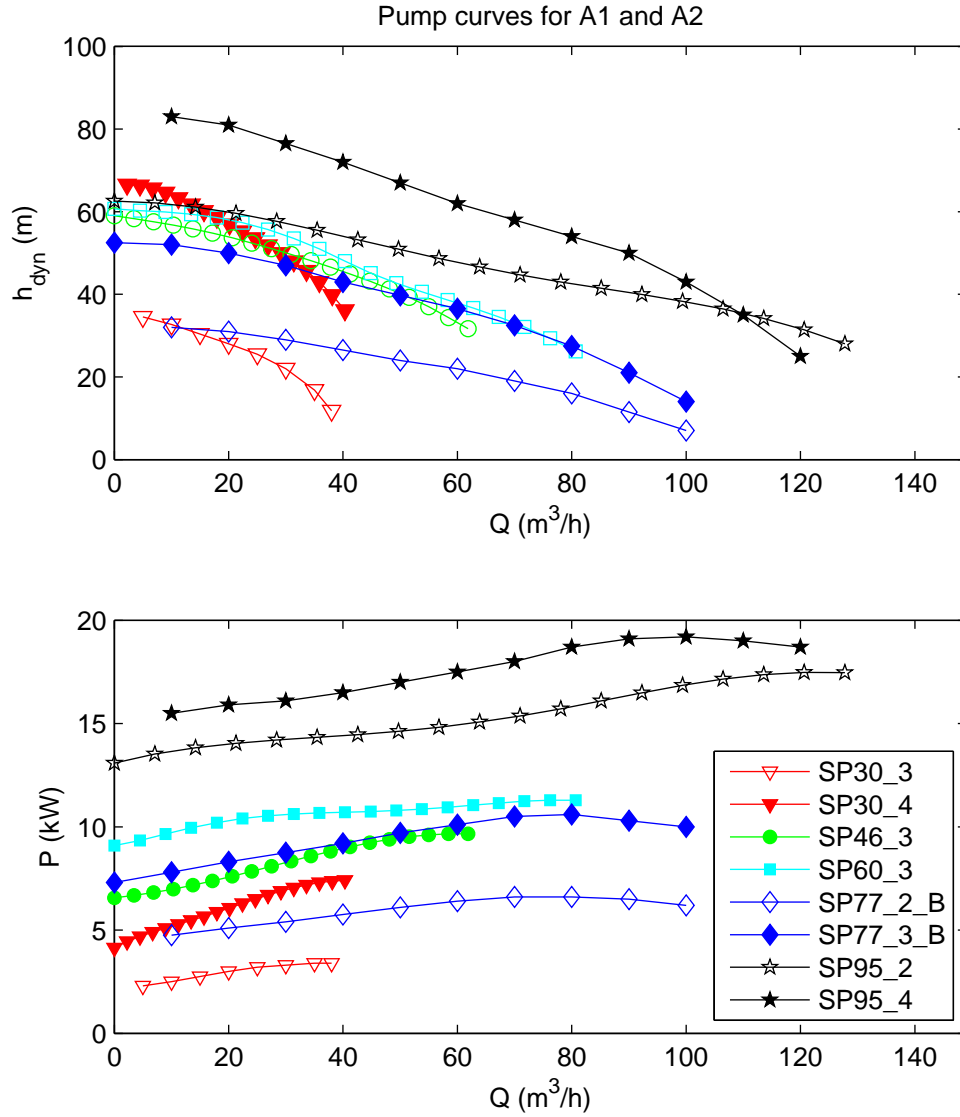 Pump curves for A1 and A2
100
80
60
40
20
0
h_dyn (m)
0 20 40 60 80 100 120 140
Q (m³/h)
20
15
10
5
0
P (kW)
SP30_3
SP30_4
SP46_3
SP60_3
SP77_2_B
SP77_3_B
SP95_2
SP95_4
0 20 40 60 80 100 120 140
Q (m³/h)